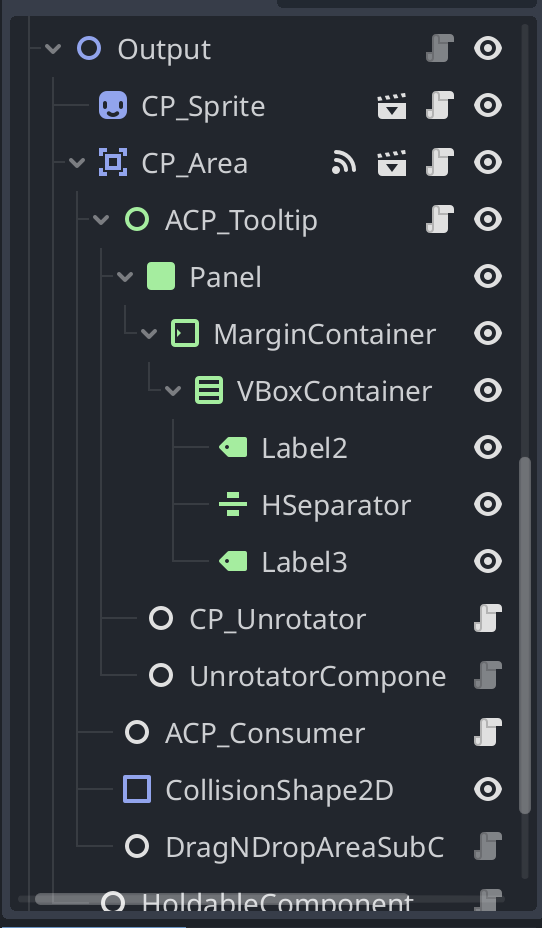 Output
CP_Sprite
CP_Area
ACP_Tooltip
Panel
MarginContainer
VBoxContainer
Label2
HSeparator
Label3
CP_Unrotator
UnrotatorCompone
ACP_Consumer
CollisionShape2D
DragNDropAreaSubC
HoldableComponent